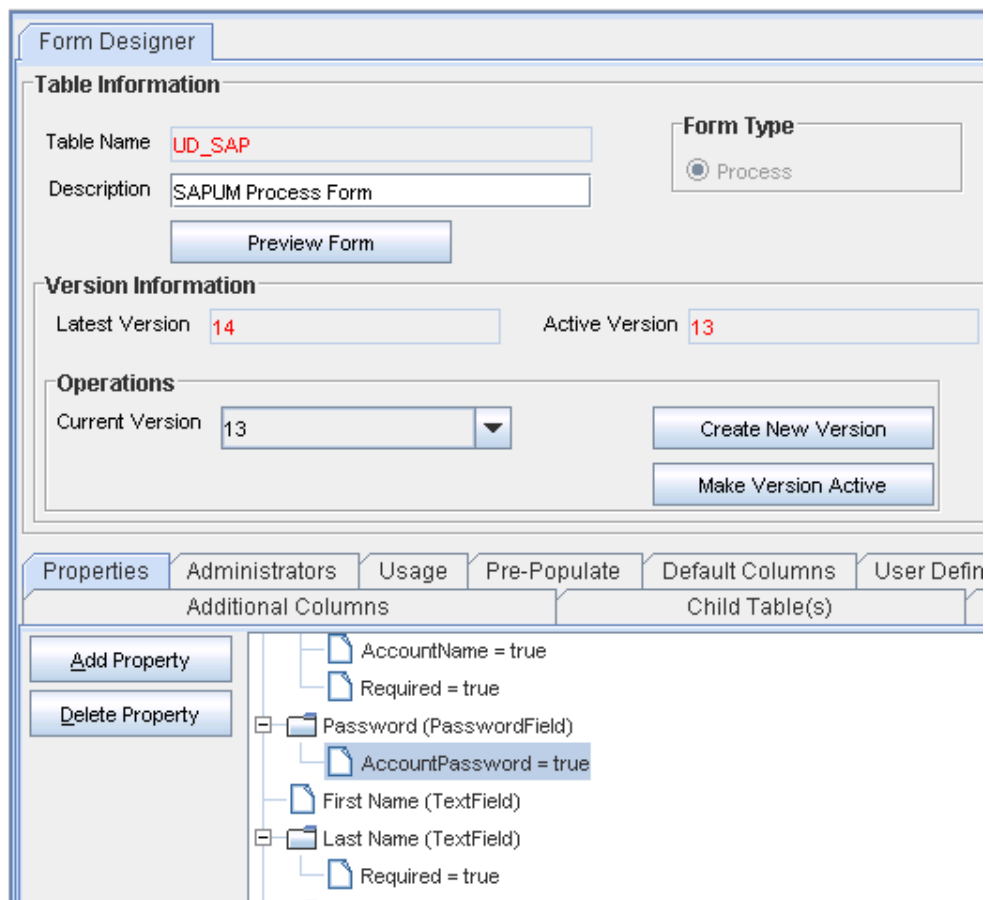 Form Designer
Table Information
Table Name UD_SAP
Form Type
Process
Description SAPUM Process Form
Preview Form
Version Information
Latest Version 14 Active Version 13
Operations
Current Version 13 Create New Version
Make Version Active
Properties Administrators Usage Pre-Populate Default Columns User Defin
Additional Columns Child Table(s)
Add Property
Delete Property
AccountName = true
Required = true
Password (PasswordField)
AccountPassword = true
First Name (TextField)
Last Name (TextField)
Required = true